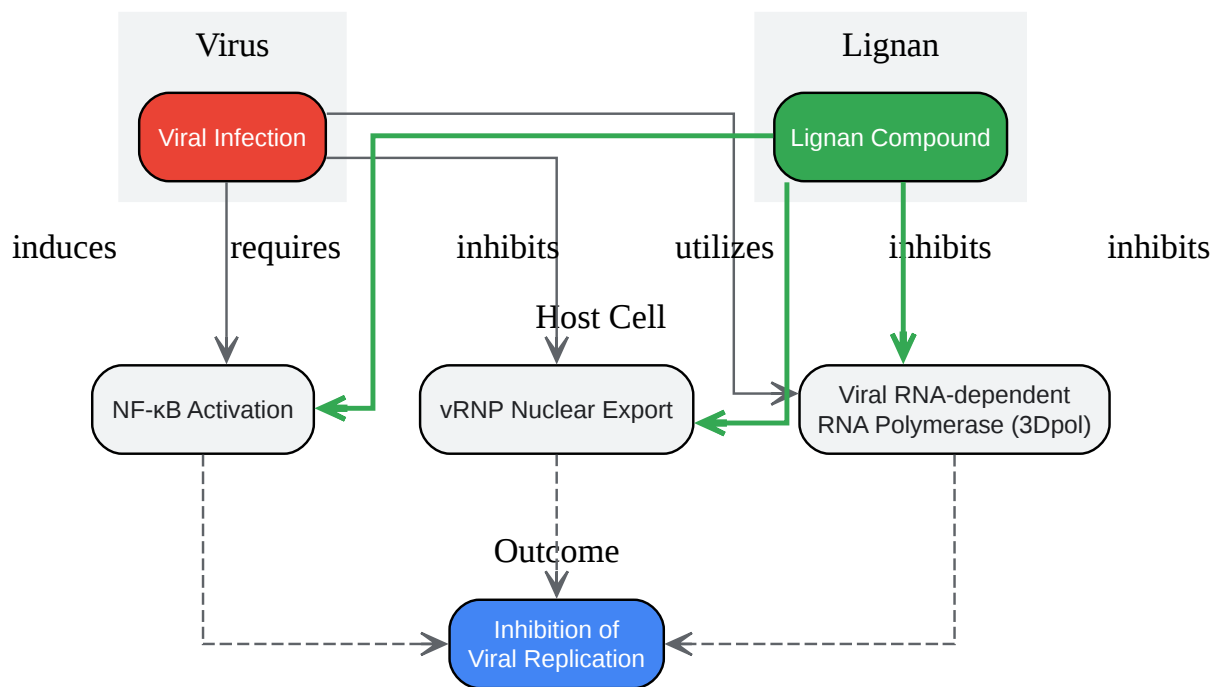 Virus
Lignan
Viral Infection
Lignan Compound
induces
requires
inhibits
utilizes
inhibits
inhibits
Host Cell
NF-κB Activation
vRNP Nuclear Export
Viral RNA-dependent
RNA Polymerase (3Dpol)
Outcome
Inhibition of
Viral Replication